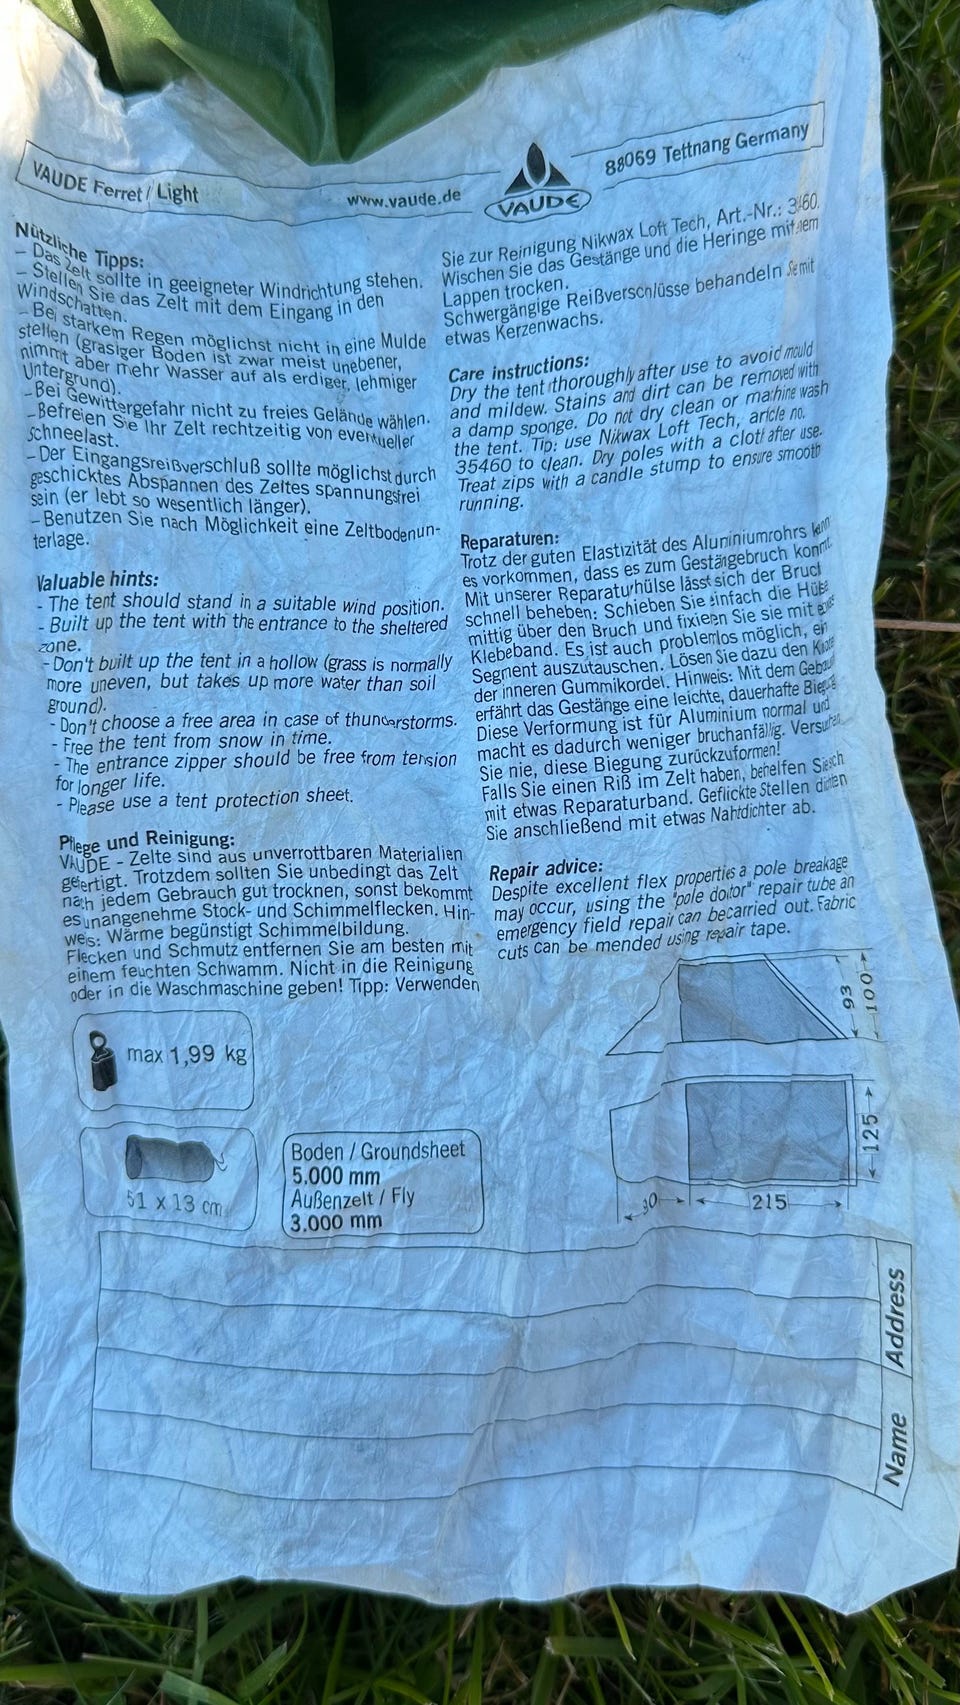 VAUDE Ferret / Light
www.vaude.de
VAUDE
88069 Tettnang Germany
Nützliche Tipps:
- Das Zelt sollte in geeigneter Windrichtung stehen.
- Stellen Sie das Zelt mit dem Eingang in den
Windschatten.
- Bei starkem Regen möglichst nicht in eine Mulde
stellen (grasiger Boden ist zwar meist unebener,
nimmt aber mehr Wasser auf als erdiger, lehmiger
Untergrund).
- Bei Gewittergefahr nicht zu freies Gelände wählen.
- Befreien Sie Ihr Zelt rechtzeitig von eventueller
Schneelast.
- Der Eingangsreißverschluß sollte möglichst durch
geschicktes Abspannen des Zeltes spannungsfrei
sein (er lebt so wesentlich länger).
- Benutzen Sie nach Möglichkeit eine Zeltbodenun-
terlage.
Valuable hints:
- The tent should stand in a suitable wind position.
- Built up the tent with the entrance to the sheltered
zone.
- Don't built up the tent in a hollow (grass is normally
more uneven, but takes up more water than soil
ground).
- Don't choose a free area in case of thunderstorms.
- Free the tent from snow in time.
- The entrance zipper should be free from tension
for longer life.
- Please use a tent protection sheet.
Pflege und Reinigung:
VAUDE - Zelte sind aus unverrottbaren Materialien
gefertigt. Trotzdem sollten Sie unbedingt das Zelt
nach jedem Gebrauch gut trocknen, sonst bekommt
es unangenehme Stock- und Schimmelflecken. Hin-
weis: Wärme begünstigt Schimmelbildung.
Flecken und Schmutz entfernen Sie am besten mit
einem feuchten Schwamm. Nicht in die Reinigung
oder in die Waschmaschine geben! Tipp: Verwenden
Sie zur Reinigung Nikwax Loft Tech, Art.-Nr.:
Wischen Sie das Gestänge und die Heringe mit
Lappen trocken.
Schwergängige Reißverschlüsse behandeln Sie mit
etwas Kerzenwachs.
Care instructions:
Dry the tent thoroughly after use to avoid mould
and mildew. Stains and dirt can be removed with
a damp sponge. Do not dry clean or machine wash
the tent. Tip: use Nikwax Loft Tech, aricle no.
35460 to clean. Dry poles with a cloth after use.
Treat zips with a candle stump to ensure smooth
running.
Reparaturen:
Trotz der guten Elastizität des Aluminiumrohrs kann
es vorkommen, dass es zum Gestängebruch kommt.
Mit unserer Reparaturhülse lässt sich der Bruch
schnell beheben: Schieben Sie einfach die Hülse
mittig über den Bruch und fixieren Sie sie mit etwas
Klebeband. Es ist auch problemlos möglich, ein
Segment auszutauschen. Lösen Sie dazu den Knoten
der inneren Gummikordel. Hinweis: Mit dem Gebrauch
erfährt das Gestänge eine leichte, dauerhafte Biegung.
Diese Verformung ist für Aluminium normal und
macht es dadurch weniger bruchanfällig. Versuchen
Sie nie, diese Biegung zurückzuformen!
Falls Sie einen Riß im Zelt haben, behelfen Sie sich
mit etwas Reparaturband. Geflickte Stellen dichten
Sie anschließend mit etwas Nahtdichter ab.
Repair advice:
Despite excellent flex properties a pole breakage
may occur, using the "pole doctor" repair tube an
emergency field repair can becarried out. Fabric
cuts can be mended using repair tape.
93
100
max 1,99 kg
51 x 13 cm
Boden / Groundsheet
5.000 mm
Außenzelt / Fly
3.000 mm
125
215
Address
Name